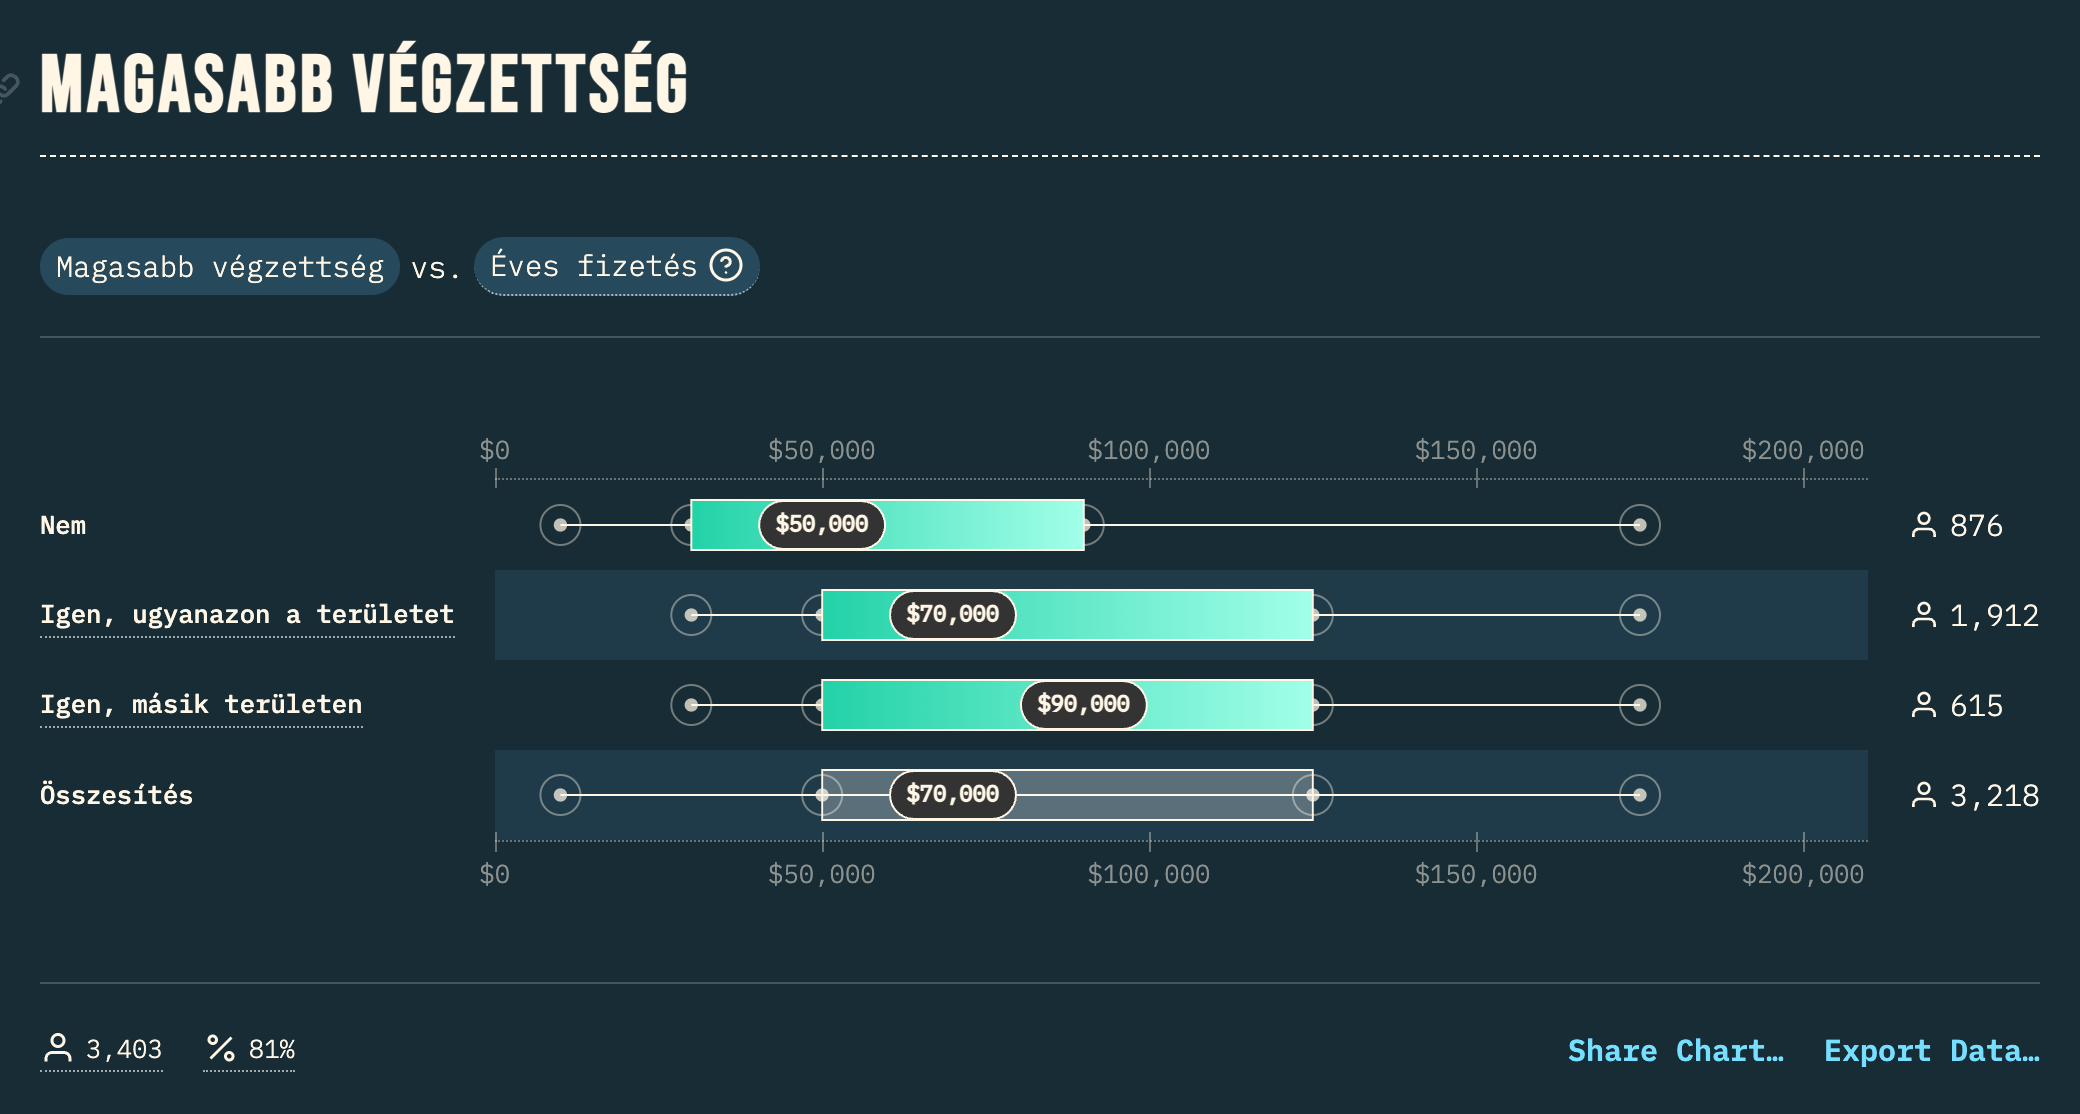 MAGASABB VÉGZETTSÉG
Magasabb végzettség vs. Éves fizetés ?
$0 $50,000 $100,000 $150,000 $200,000
Nem $50,000 876
Igen, ugyanazon a területet $70,000 1,912
Igen, másik területen $90,000 615
Összesítés $70,000 3,218
$0 $50,000 $100,000 $150,000 $200,000
3,403 % 81% Share Chart… Export Data…